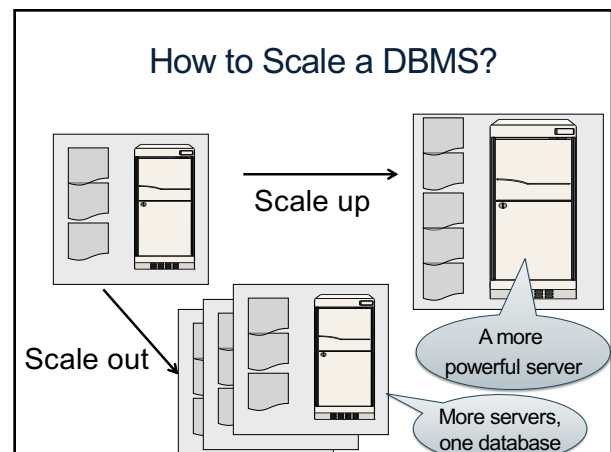 How to Scale a DBMS?
Scale up
A more
powerful server
Scale out
More servers,
one database